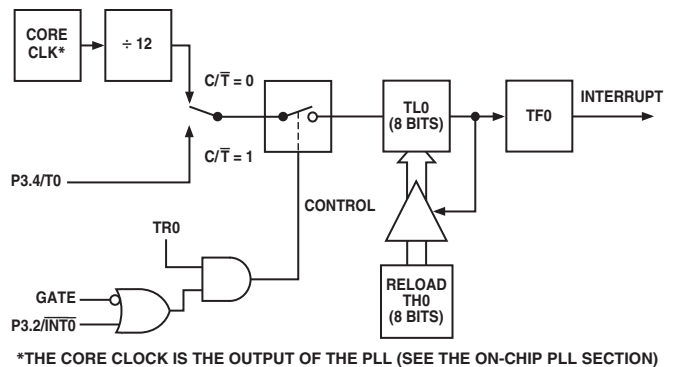 CORE
CLK*
÷ 12
C/T̅ = 0
C/T̅ = 1
P3.4/T0
TL0
(8 BITS)
TF0
INTERRUPT
CONTROL
TR0
GATE
P3.2/I̅N̅T̅0̅
RELOAD
TH0
(8 BITS)
*THE CORE CLOCK IS THE OUTPUT OF THE PLL (SEE THE ON-CHIP PLL SECTION)